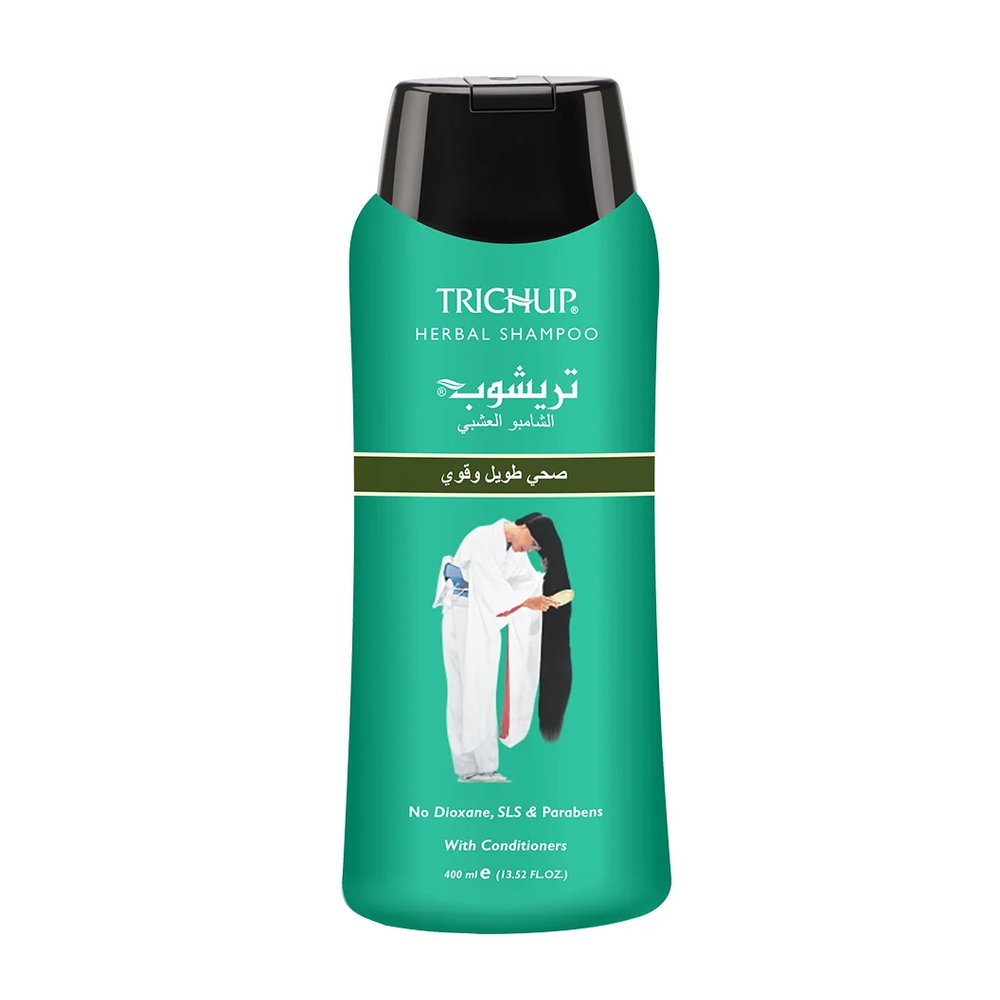 TRICHUP®
HERBAL SHAMPOO
تريشوب®
الشامبو العشبي
صحي طويل وقوي
No Dioxane, SLS & Parabens
With Conditioners
400 ml e (13.52 FL.OZ.)